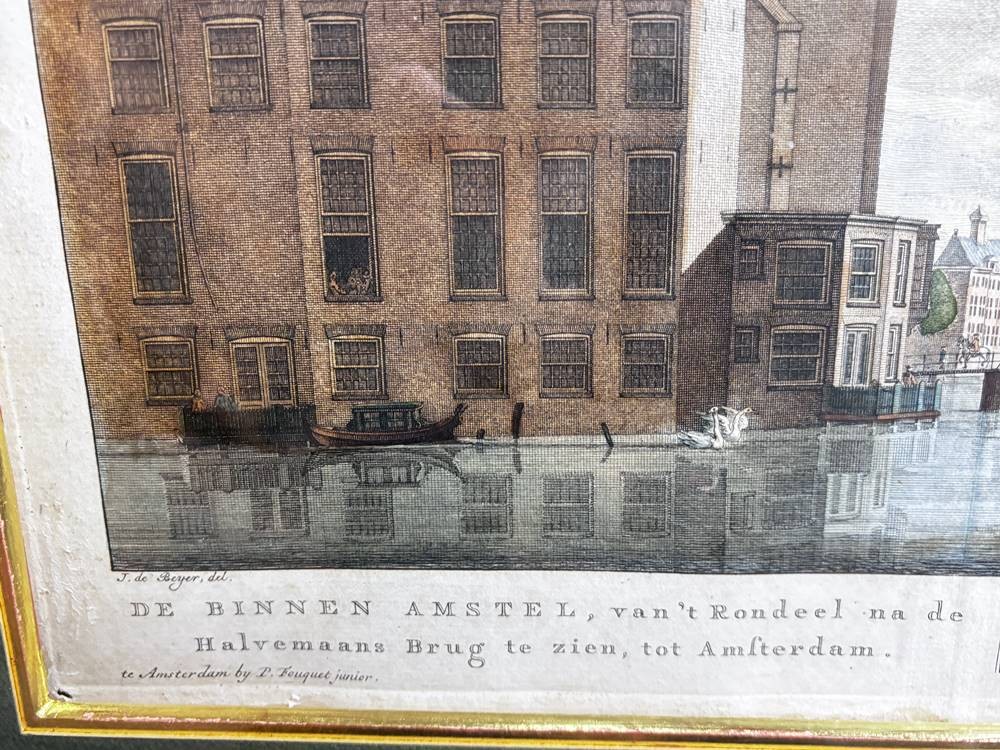 J. de Beyer, del.
DE BINNEN AMSTEL, van't Rondeel na de
Halvemaans Brug te zien, tot Amſterdam.
te Amsterdam by P. Fouquet junior.